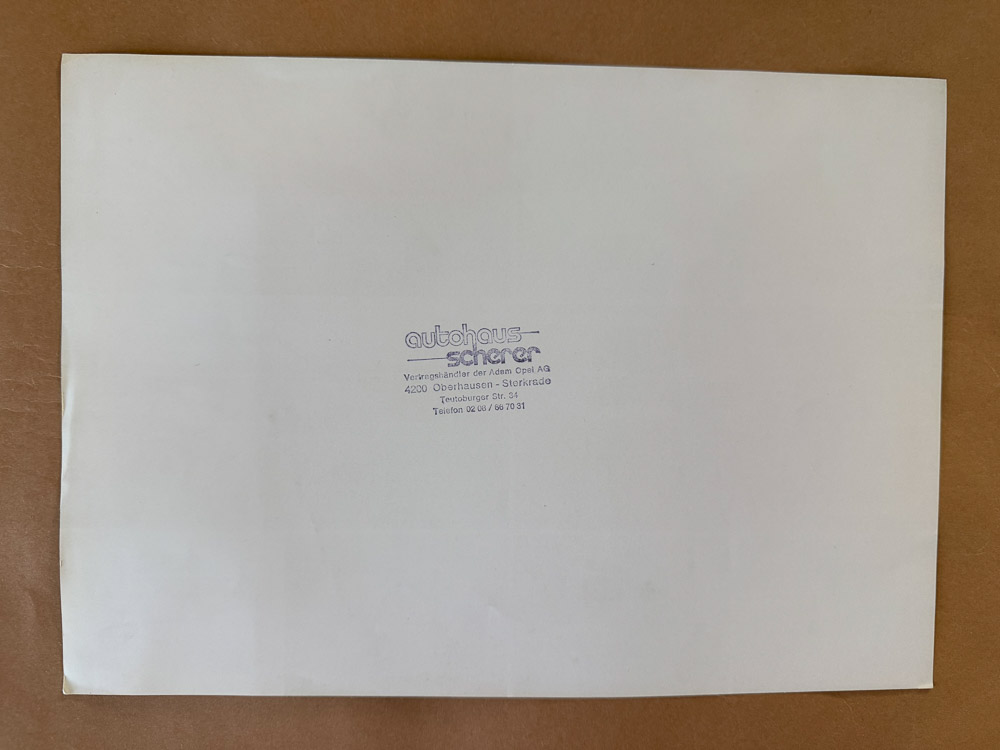 autohaus
scherer
Vertragshändler der Adam Opel AG
4200 Oberhausen - Sterkrade
Teutoburger Str. 34
Telefon 02 08 / 66 70 31